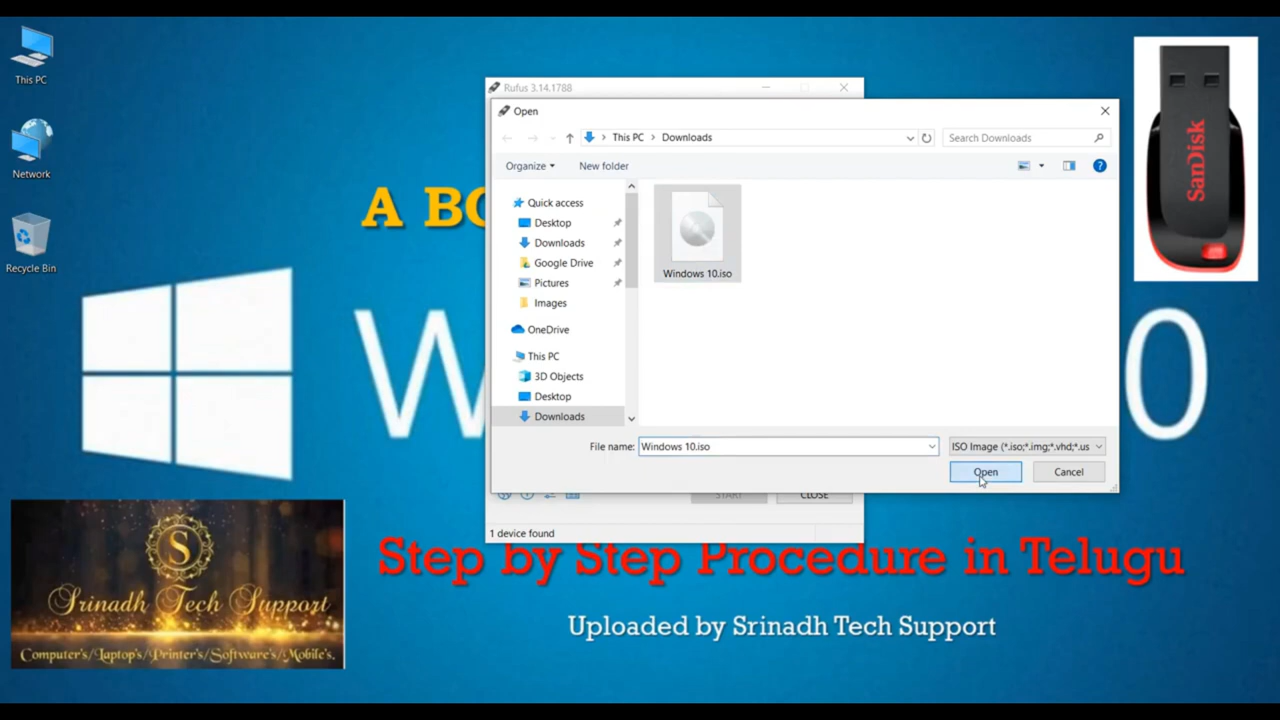 This PC
Network
Recycle Bin
Rufus 3.14.1788
Open
This PC > Downloads
Search Downloads
Organize
New folder
Quick access
Desktop
Downloads
Google Drive
Pictures
Images
OneDrive
This PC
3D Objects
Desktop
Downloads
Windows 10.iso
File name: Windows 10.iso
ISO Image (*.iso;*.img;*.vhd;*.us
Open
Cancel
START
CLOSE
1 device found
SanDisk
A BO
W 0
Step by Step Procedure in Telugu
Uploaded by Srinadh Tech Support
S
Srinadh Tech Support
Computer's/Laptop's/Printer's/Software's/Mobile's.